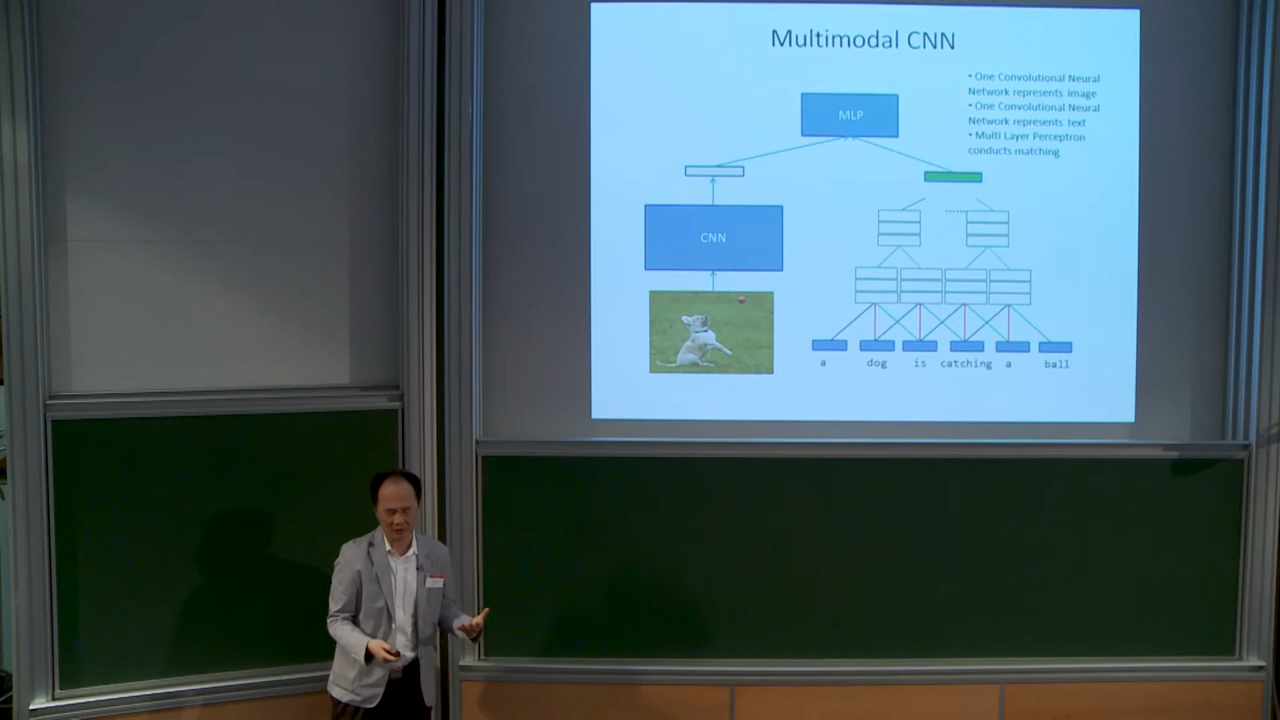 Multimodal CNN
• One Convolutional Neural
Network represents image
• One Convolutional Neural
Network represents text
• Multi Layer Perceptron
conducts matching
MLP
CNN
a dog is catching a ball